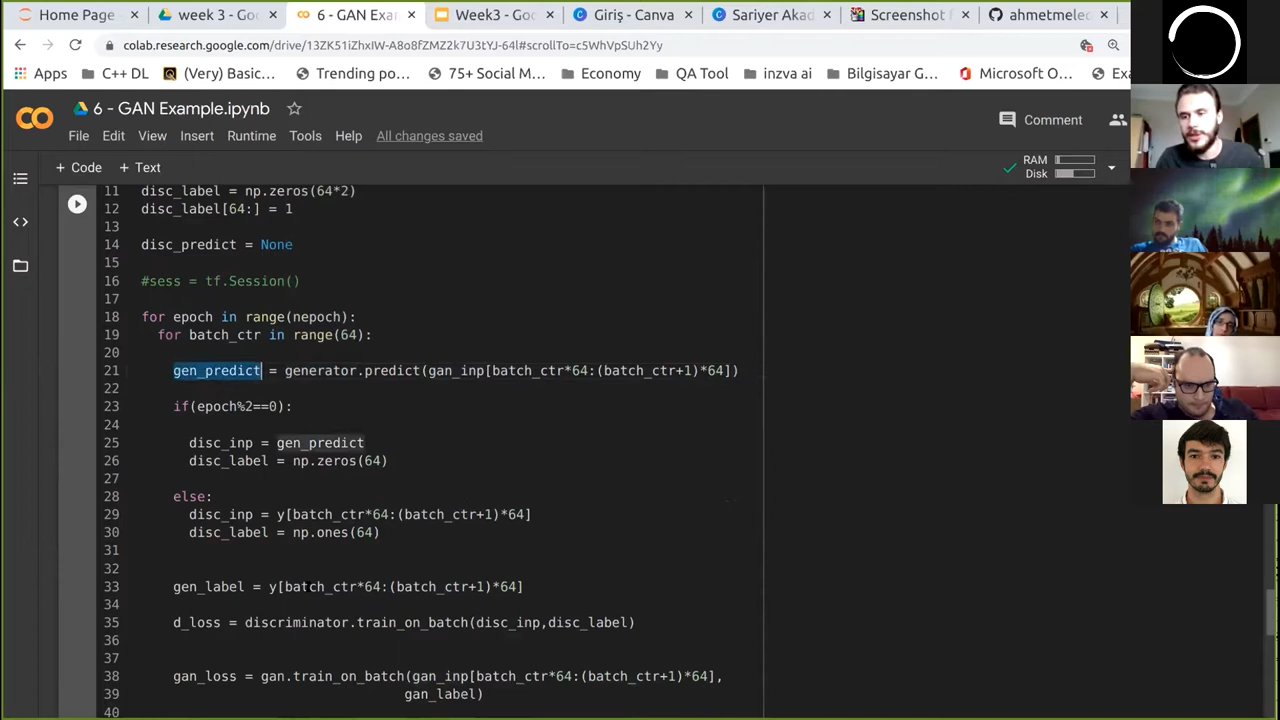 Home Page
week 3 - Goo
6 - GAN Exa
Week3 - Goo
Giriş - Canva
Sariyer Akad
Screenshot f
ahmetmelec
colab.research.google.com/drive/13ZK51iZhxIW-A8o8fZMZ2k7U3tYJ-64l#scrollTo=c5WhVpSUh2Yy
Apps
C++ DL
(Very) Basic...
Trending po...
75+ Social M...
Economy
QA Tool
inzva ai
Bilgisayar G...
Microsoft O...
Exa
6 - GAN Example.ipynb
File Edit View Insert Runtime Tools Help All changes saved
Comment
+ Code + Text
RAM
Disk
11 disc_label = np.zeros(64*2)
12 disc_label[64:] = 1
13
14 disc_predict = None
15
16 #sess = tf.Session()
17
18 for epoch in range(nepoch):
19 for batch_ctr in range(64):
20
21 gen_predict = generator.predict(gan_inp[batch_ctr*64:(batch_ctr+1)*64])
22
23 if(epoch%2==0):
24
25 disc_inp = gen_predict
26 disc_label = np.zeros(64)
27
28 else:
29 disc_inp = y[batch_ctr*64:(batch_ctr+1)*64]
30 disc_label = np.ones(64)
31
32
33 gen_label = y[batch_ctr*64:(batch_ctr+1)*64]
34
35 d_loss = discriminator.train_on_batch(disc_inp,disc_label)
36
37
38 gan_loss = gan.train_on_batch(gan_inp[batch_ctr*64:(batch_ctr+1)*64],
39 gan_label)
40